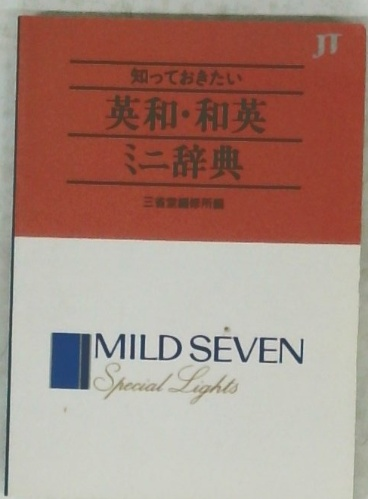 JT
知っておきたい
英和・和英
ミニ辞典
三省堂編修所編
MILD SEVEN
Special Lights